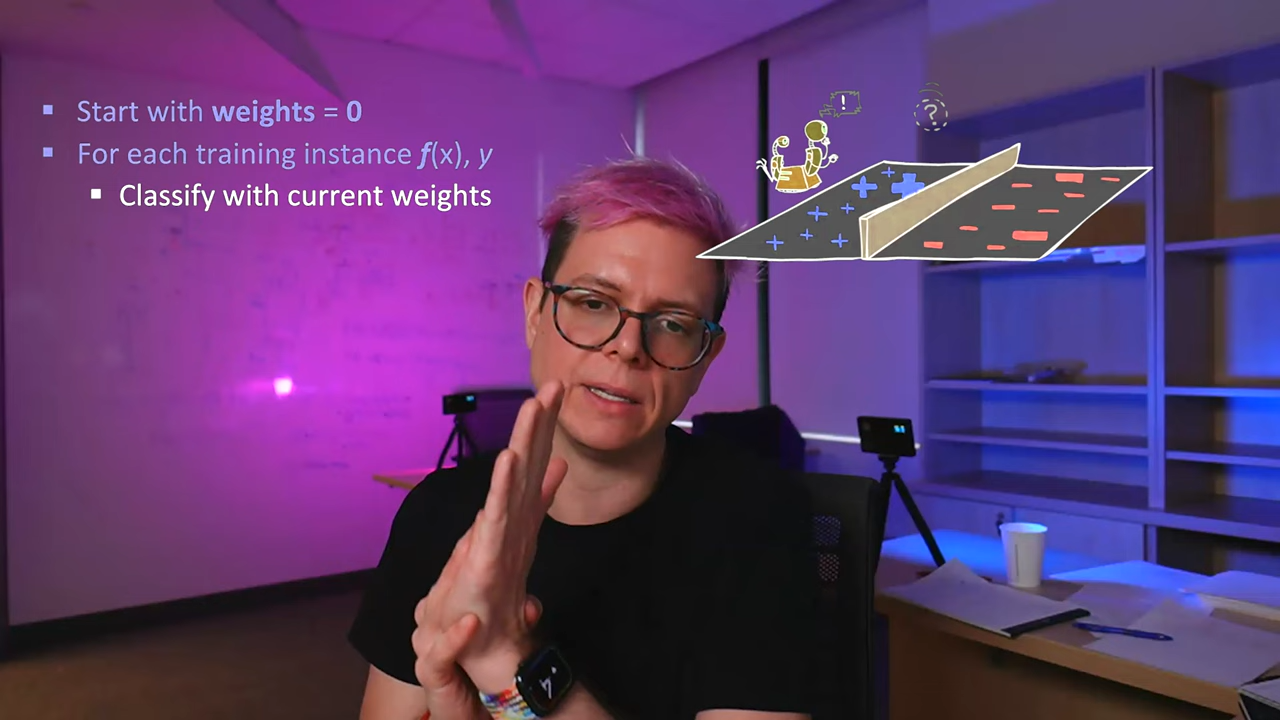 Start with weights = 0
For each training instance f(x), y
Classify with current weights
!
?